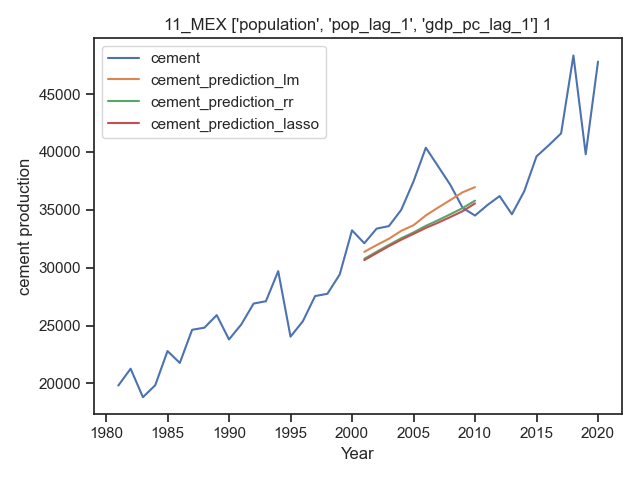 11_MEX ['population', 'pop_lag_1', 'gdp_pc_lag_1'] 1
cement
cement_prediction_lm
cement_prediction_rr
cement_prediction_lasso
cement production
45000
40000
35000
30000
25000
20000
1980 1985 1990 1995 2000 2005 2010 2015 2020
Year